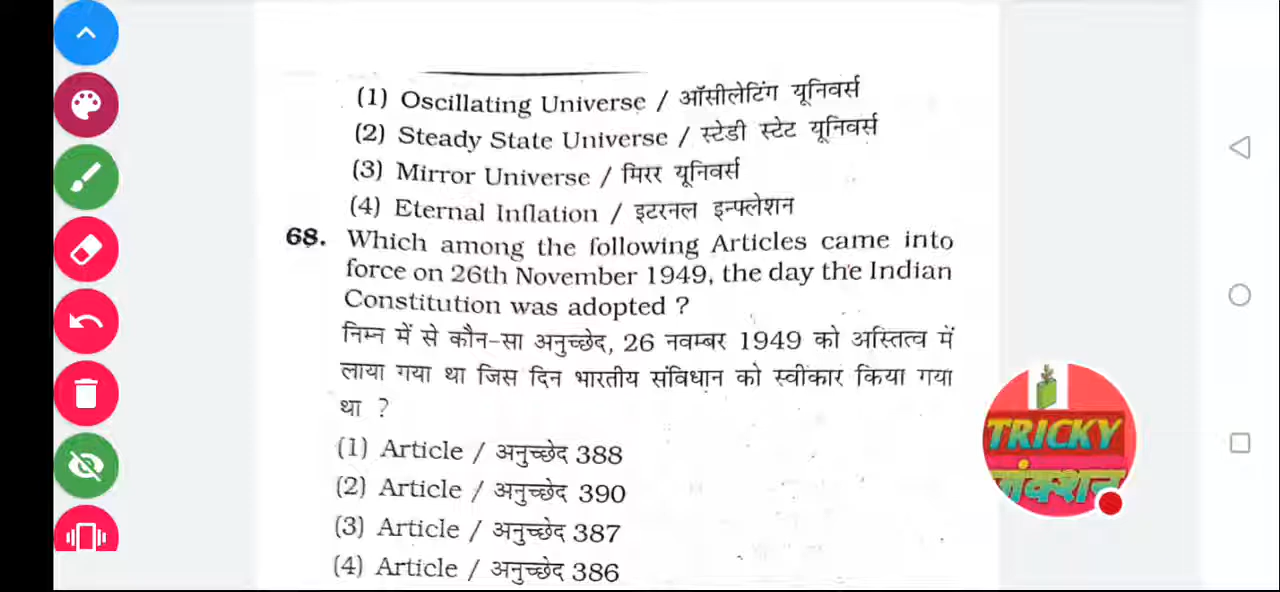 (1) Oscillating Universe / ऑसीलेटिंग यूनिवर्स
(2) Steady State Universe / स्टेडी स्टेट यूनिवर्स
(3) Mirror Universe / मिरर यूनिवर्स
(4) Eternal Inflation / इटरनल इन्फ्लेशन
68. Which among the following Articles came into
force on 26th November 1949, the day the Indian
Constitution was adopted ?
निम्न में से कौन-सा अनुच्छेद, 26 नवम्बर 1949 को अस्तित्व में
लाया गया था जिस दिन भारतीय संविधान को स्वीकार किया गया
था ?
(1) Article / अनुच्छेद 388
(2) Article / अनुच्छेद 390
(3) Article / अनुच्छेद 387
(4) Article / अनुच्छेद 386
TRICKY